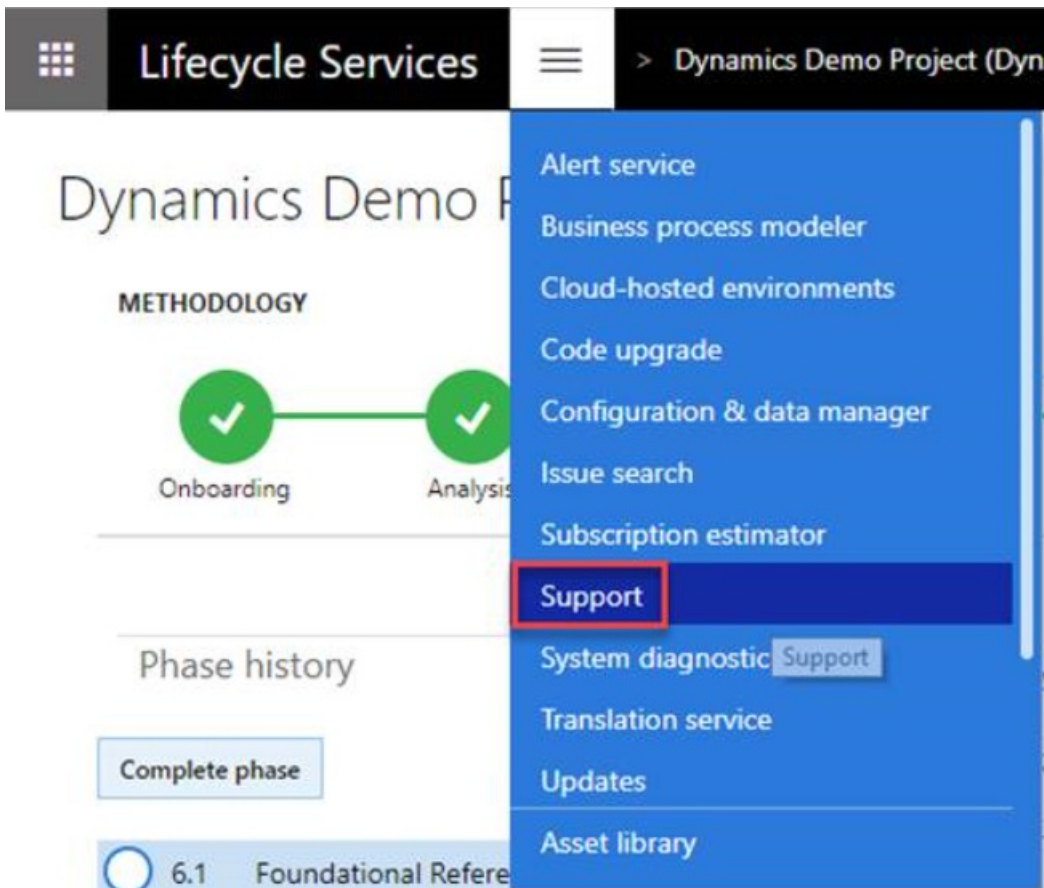 Lifecycle Services
> Dynamics Demo Project (Dyn
Dynamics Demo P
METHODOLOGY
Onboarding
Analysis
Phase history
Complete phase
6.1 Foundational Refere
Alert service
Business process modeler
Cloud-hosted environments
Code upgrade
Configuration & data manager
Issue search
Subscription estimator
Support
System diagnostic
Support
Translation service
Updates
Asset library